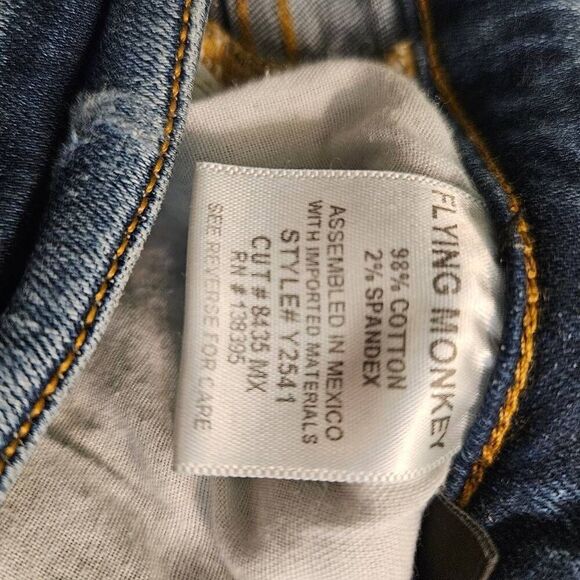 FLYING MONKEY
98% COTTON
2% SPANDEX
ASSEMBLED IN MEXICO
WITH IMPORTED MATERIALS
STYLE# Y2541
CUT # 8435 MX
RN # 138395
SEE REVERSE FOR CARE